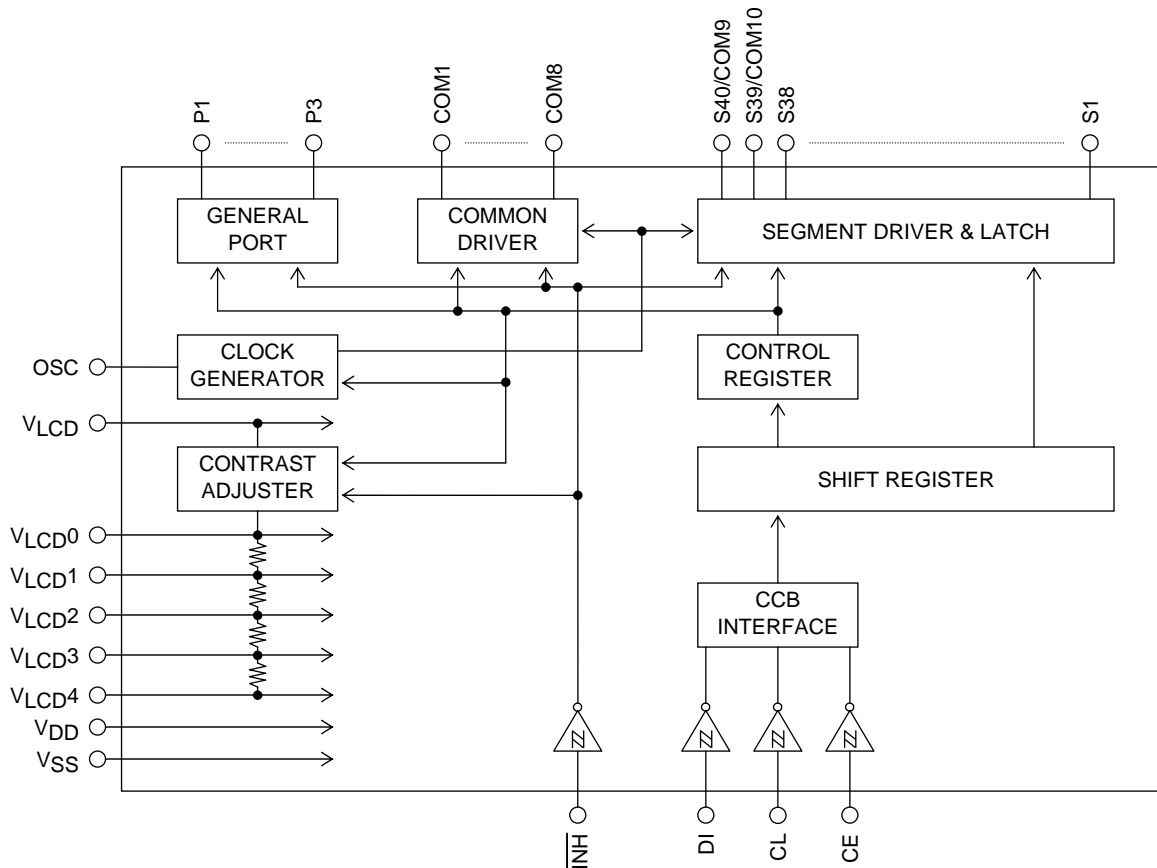 P1
P3
COM1
COM8
S40/COM9
S39/COM10
S38
S1
GENERAL
PORT
COMMON
DRIVER
SEGMENT DRIVER & LATCH
OSC
CLOCK
GENERATOR
CONTROL
REGISTER
VLCD
CONTRAST
ADJUSTER
SHIFT REGISTER
VLCD0
VLCD1
VLCD2
VLCD3
VLCD4
VDD
VSS
CCB
INTERFACE
INH
DI
CL
CE